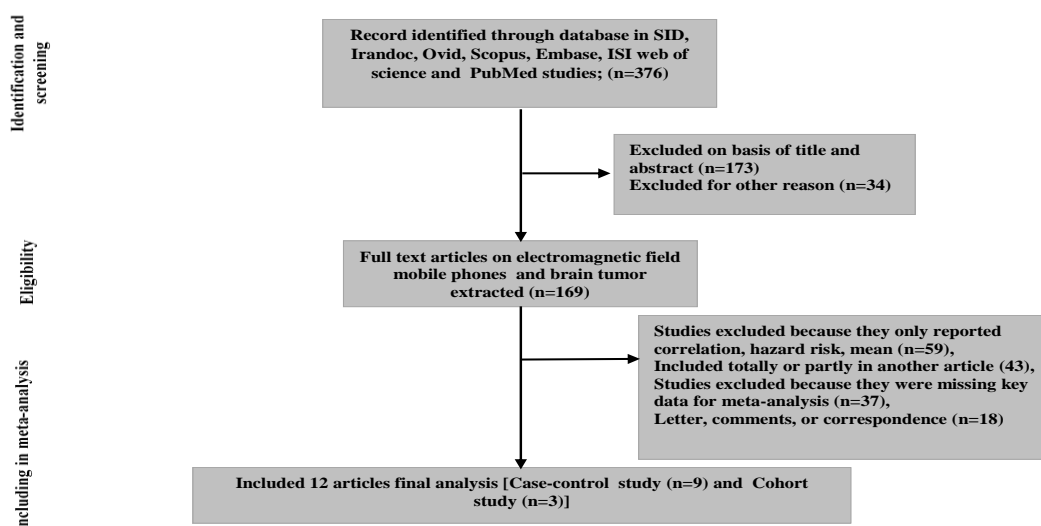 Identification and
screening
Record identified through database in SID,
Irandoc, Ovid, Scopus, Embase, ISI web of
science and PubMed studies; (n=376)
Excluded on basis of title and
abstract (n=173)
Excluded for other reason (n=34)
Eligibility
Full text articles on electromagnetic field
mobile phones and brain tumor
extracted (n=169)
Studies excluded because they only reported
correlation, hazard risk, mean (n=59),
Included totally or partly in another article (43),
Studies excluded because they were missing key
data for meta-analysis (n=37),
Letter, comments, or correspondence (n=18)
ncluding in meta-analysis
Included 12 articles final analysis [Case-control study (n=9) and Cohort
study (n=3)]